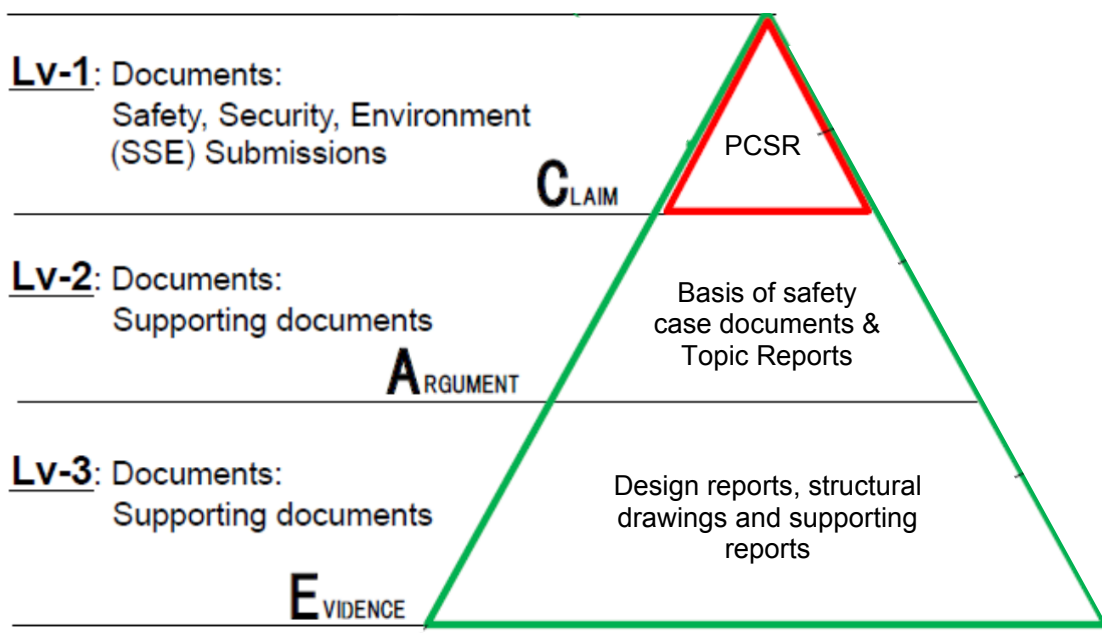 Lv-1: Documents:
Safety, Security, Environment
(SSE) Submissions
CLAIM
PCSR
Lv-2: Documents:
Supporting documents
ARGUMENT
Basis of safety
case documents &
Topic Reports
Lv-3: Documents:
Supporting documents
EVIDENCE
Design reports, structural
drawings and supporting
reports